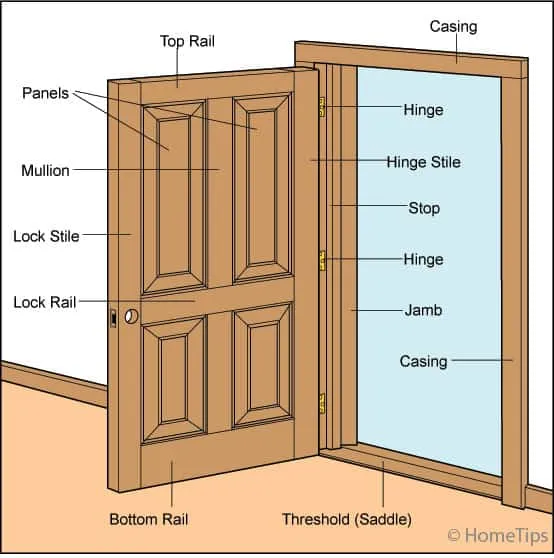 Casing
Top Rail
Panels
Hinge
Mullion
Hinge Stile
Stop
Lock Stile
Hinge
Lock Rail
Jamb
Casing
Bottom Rail
Threshold (Saddle)
© HomeTips